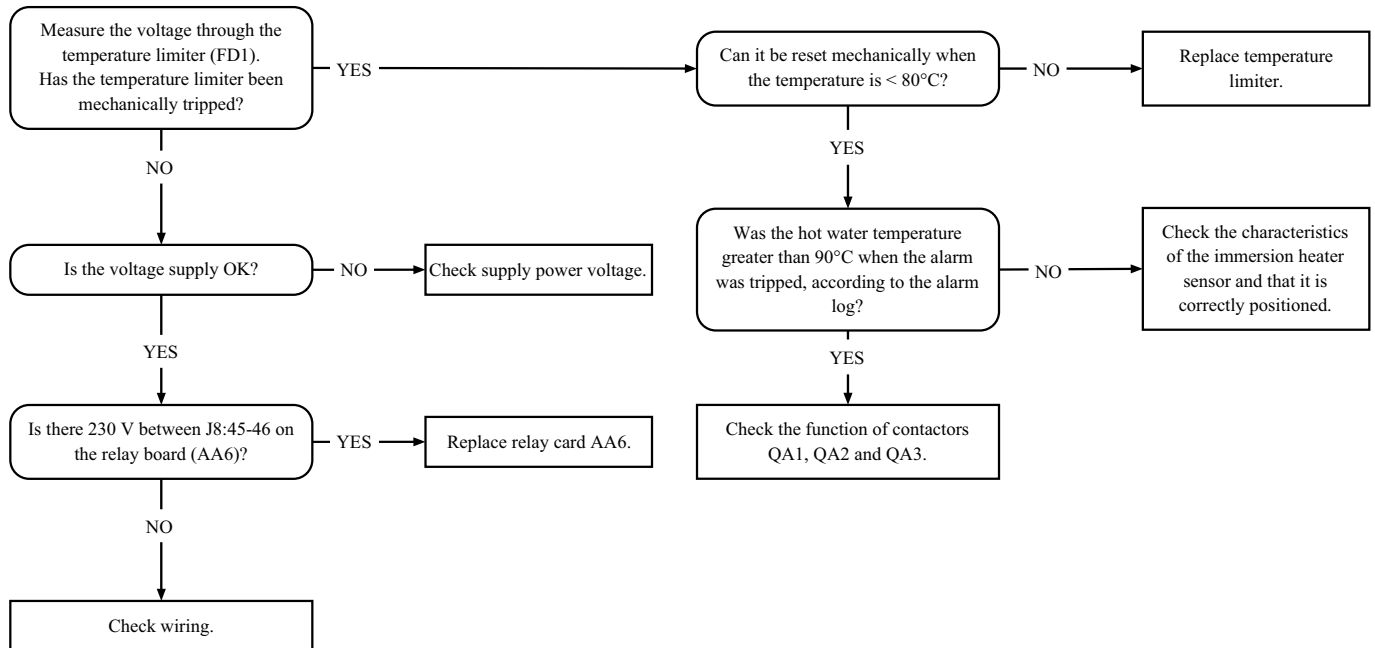 Measure the voltage through the
temperature limiter (FD1).
Has the temperature limiter been
mechanically tripped?
YES
Can it be reset mechanically when
the temperature is < 80°C?
NO
Replace temperature
limiter.
NO
YES
Is the voltage supply OK?
NO
Check supply power voltage.
Was the hot water temperature
greater than 90°C when the alarm
was tripped, according to the alarm
log?
NO
Check the characteristics
of the immersion heater
sensor and that it is
correctly positioned.
YES
YES
Is there 230 V between J8:45-46 on
the relay board (AA6)?
YES
Replace relay card AA6.
Check the function of contactors
QA1, QA2 and QA3.
NO
Check wiring.